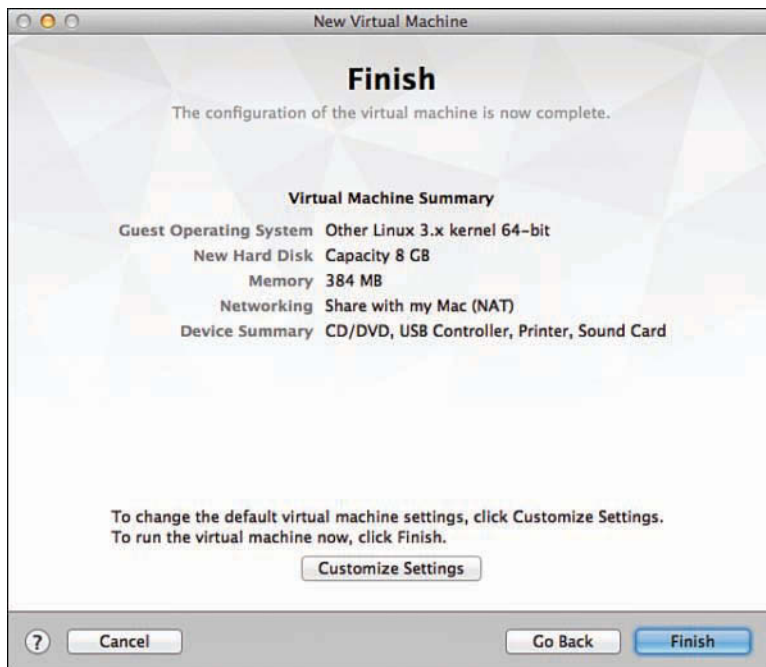 New Virtual Machine
Finish
The configuration of the virtual machine is now complete.
Virtual Machine Summary
Guest Operating System Other Linux 3.x kernel 64-bit
New Hard Disk Capacity 8 GB
Memory 384 MB
Networking Share with my Mac (NAT)
Device Summary CD/DVD, USB Controller, Printer, Sound Card
To change the default virtual machine settings, click Customize Settings.
To run the virtual machine now, click Finish.
Customize Settings
? Cancel Go Back Finish